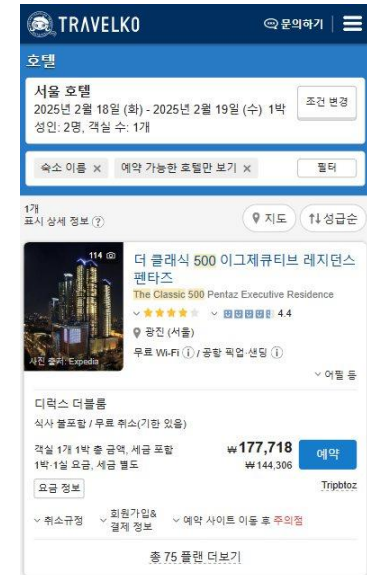 TRAVELKO
문의하기
호텔
서울 호텔
2025년 2월 18일 (화) - 2025년 2월 19일 (수) 1박
성인: 2명, 객실 수: 1개
조건 변경
숙소 이름 ×
예약 가능한 호텔만 보기 ×
필터
1개
표시 상세 정보 ?
지도
↑↓성급순
114
사진 출처: Expedia
더 클래식 500 이그제큐티브 레지던스
펜타즈
The Classic 500 Pentaz Executive Residence
4.4
광진 (서울)
무료 Wi-Fi ⓘ / 공항 픽업·샌딩 ⓘ
어필 등
디럭스 더블룸
식사 불포함 / 무료 취소(기한 있음)
객실 1개 1박 총 금액, 세금 포함
₩177,718
1박·1실 요금, 세금 별도
₩144,306
예약
요금 정보
Triptoz
취소규정
회원가입&
결제 정보
예약 사이트 이동 후 주의점
총 75 플랜 더보기